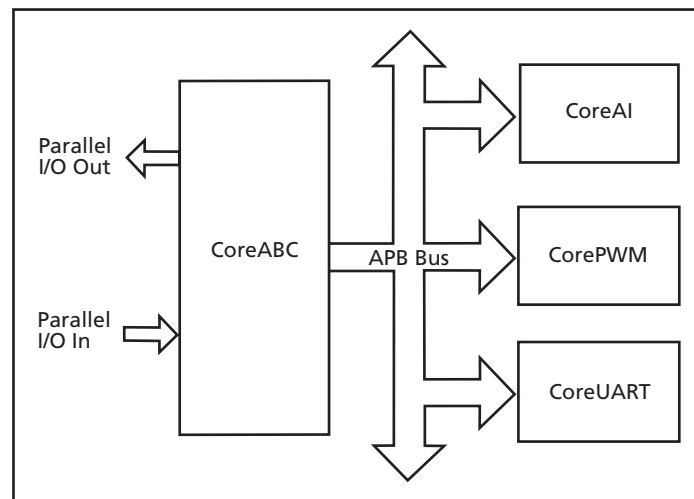 Parallel
I/O Out
CoreABC
Parallel
I/O In
APB Bus
CoreAI
CorePWM
CoreUART